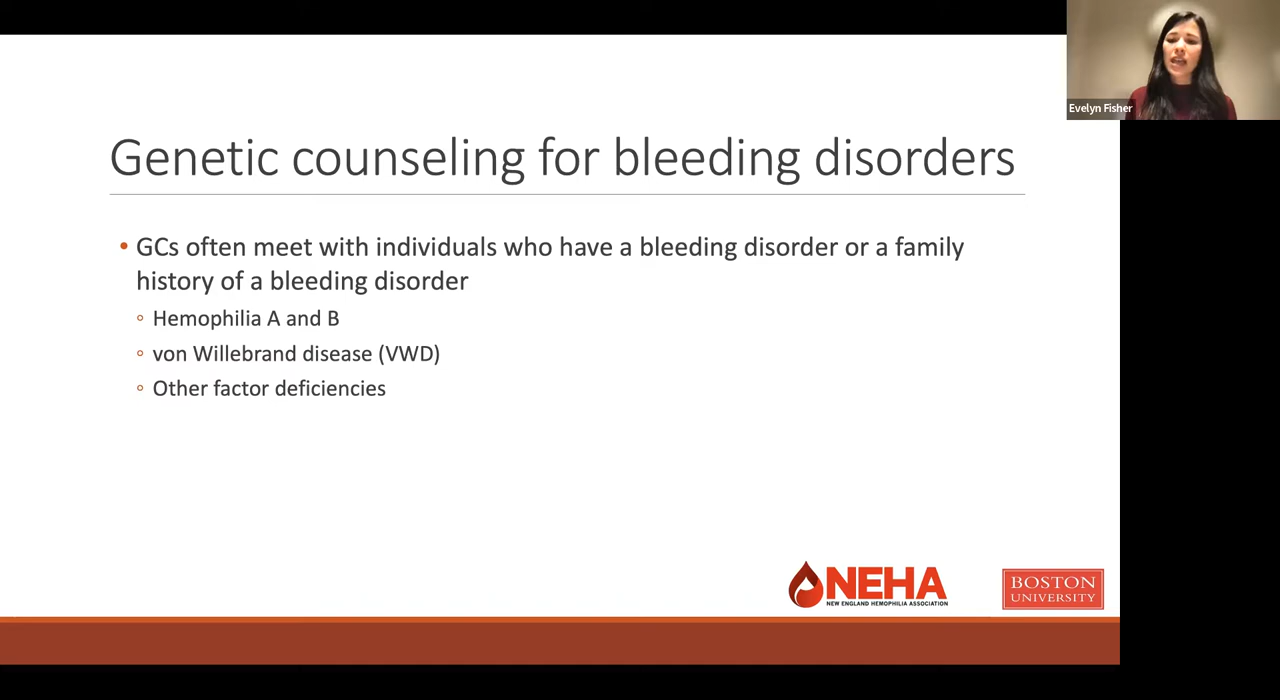 Evelyn Fisher
Genetic counseling for bleeding disorders
• GCs often meet with individuals who have a bleeding disorder or a family
history of a bleeding disorder
◦ Hemophilia A and B
◦ von Willebrand disease (VWD)
◦ Other factor deficiencies
NEHA
NEW ENGLAND HEMOPHILIA ASSOCIATION
BOSTON
UNIVERSITY